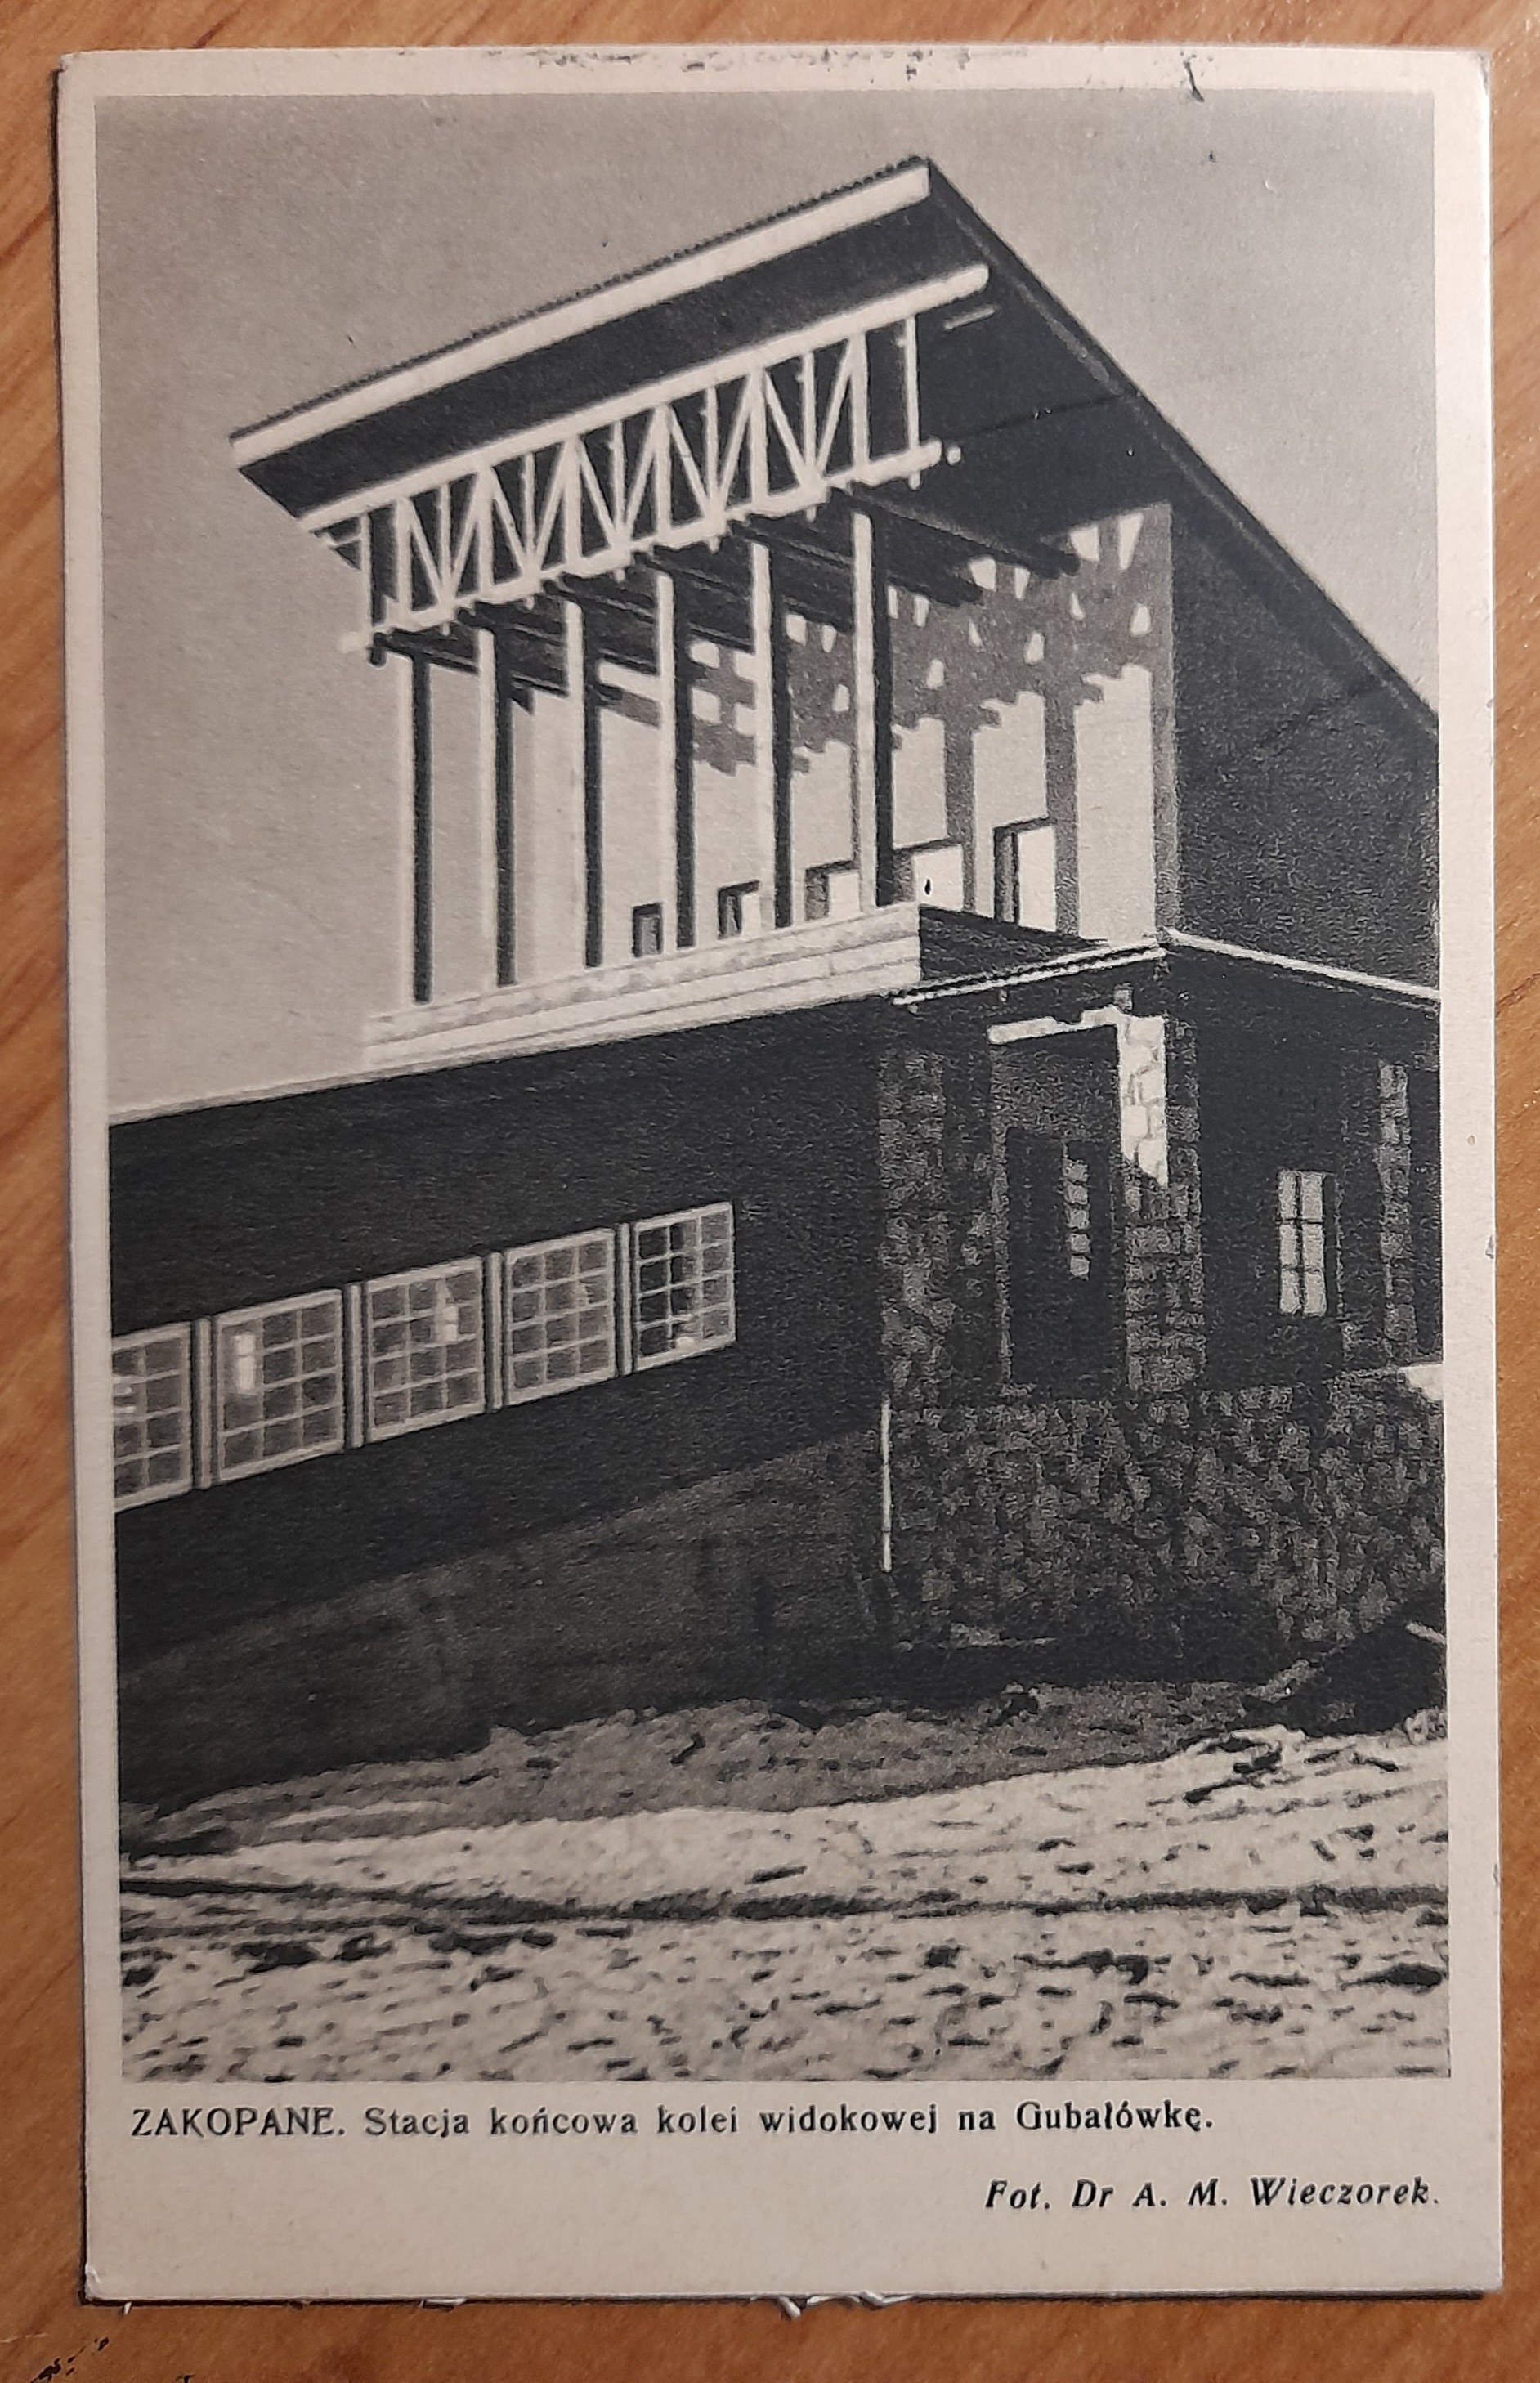 ZAKOPANE. Stacja końcowa kolei widokowej na Gubałówkę.
Fot. Dr A. M. Wieczorek.